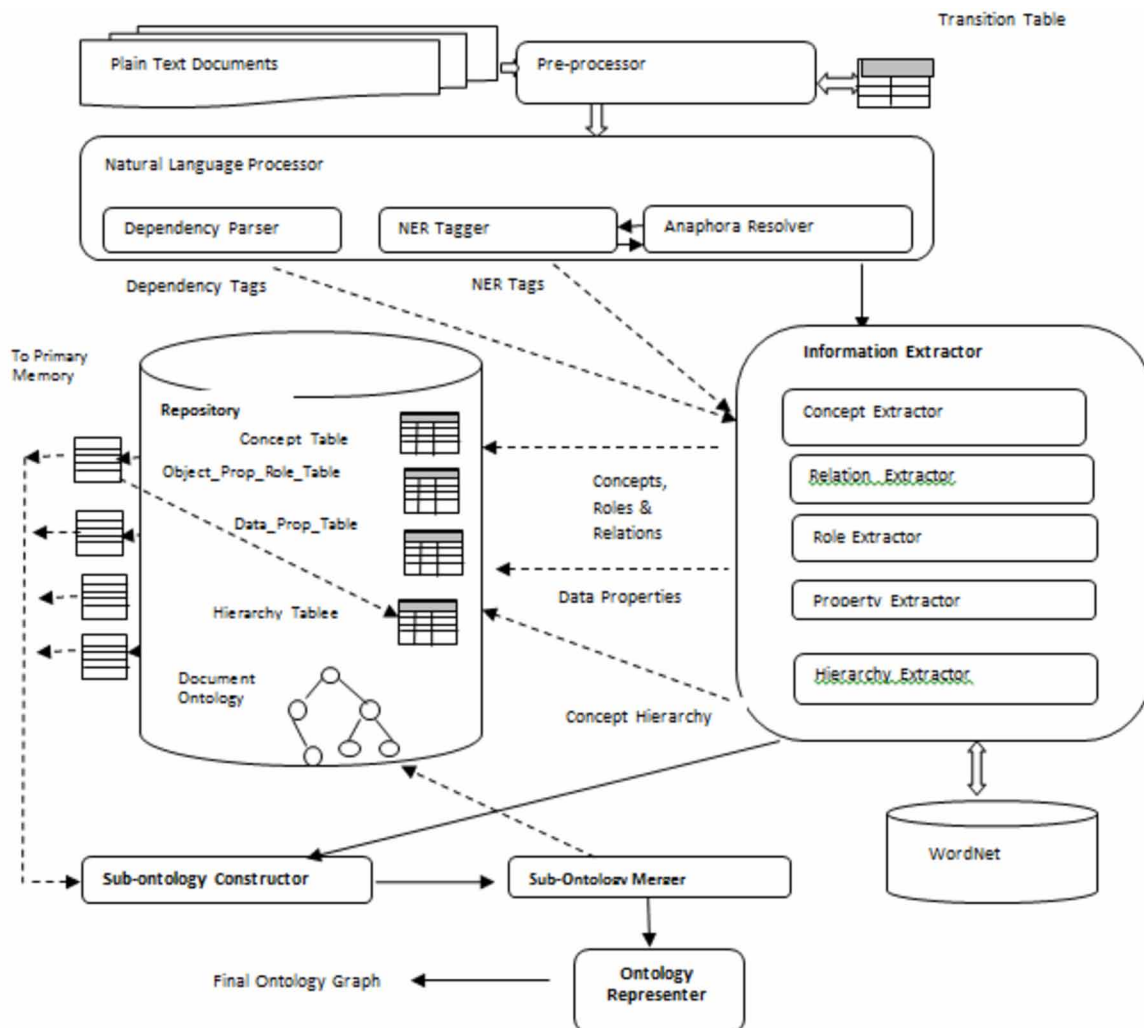 Transition Table
Plain Text Documents
Pre-processor
Natural Language Processor
Dependency Parser
NER Tagger
Anaphora Resolver
Dependency Tags
NER Tags
To Primary
Memory
Information Extractor
Repository
Concept Extractor
Concept Table
Object_Prop_Role_Table
Relation Extractor
Concepts,
Roles &
Relations
Data_Prop_Table
Role Extractor
Data Properties
Property Extractor
Hierarchy Tablee
Document
Ontology
Hierarchy Extractor
Concept Hierarchy
WordNet
Sub-ontology Constructor
Sub-Ontology Merger
Ontology
Representer
Final Ontology Graph